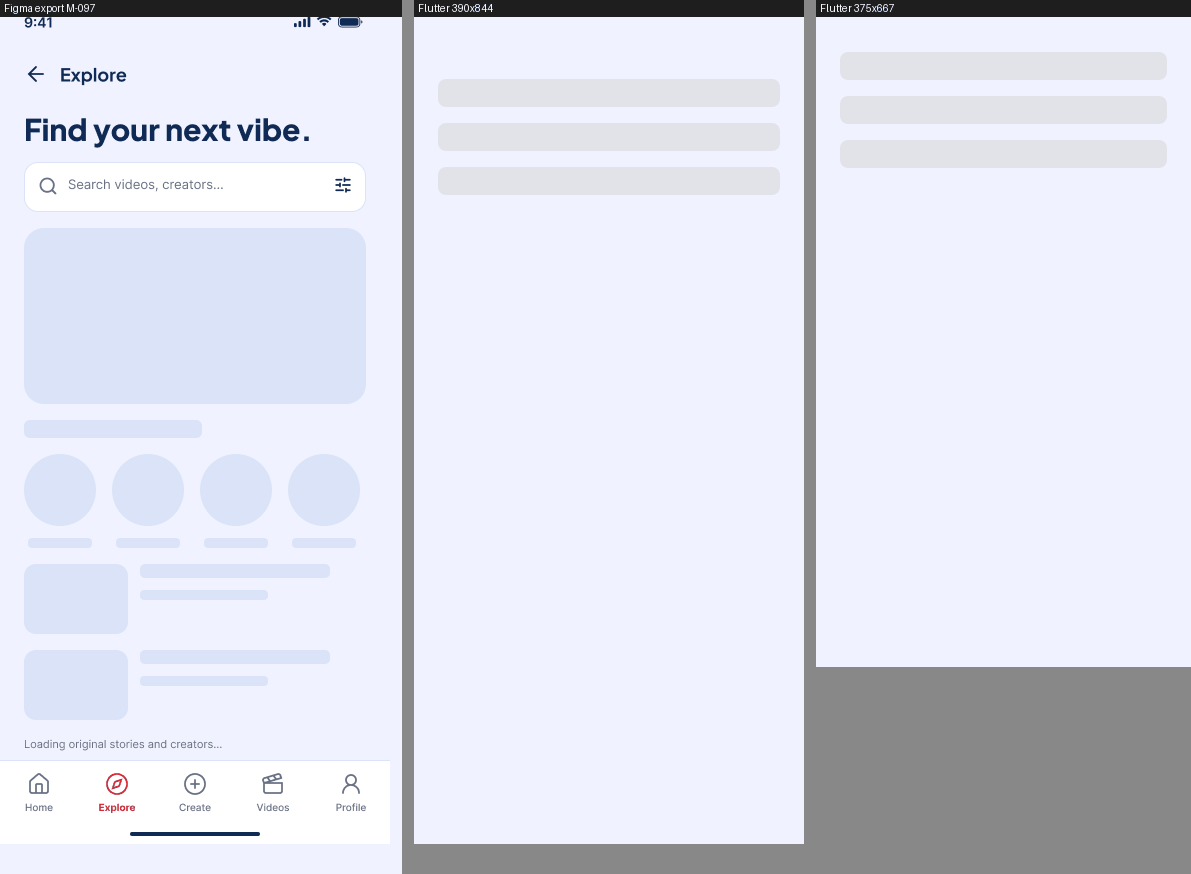 Figma export M-097
Flutter 390x844
Flutter 375x667
9:41
Explore
Find your next vibe.
Search videos, creators...
Loading original stories and creators...
Home
Explore
Create
Videos
Profile